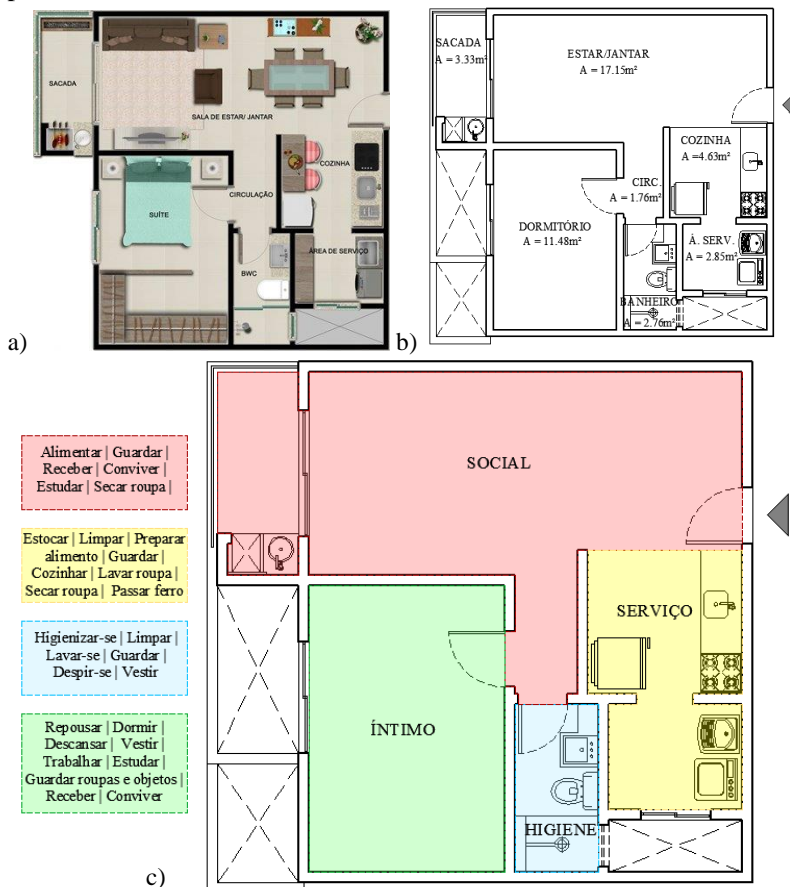 SACADA
SALA DE ESTAR/ JANTAR
COZINHA
SUÍTE
CIRCULAÇÃO
ÁREA DE SERVIÇO
BWC
a)
SACADA
A = 3.33m²
ESTAR/JANTAR
A = 17.15m²
COZINHA
A =4.63m²
CIRC.
A = 1.76m²
DORMITÓRIO
A = 11.48m²
Á. SERV.
A = 2.85m²
BANHEIRO
A = 2.76m²
b)
Alimentar | Guardar |
Receber | Conviver |
Estudar | Secar roupa |
Estocar | Limpar | Preparar
alimento | Guardar |
Cozinhar | Lavar roupa |
Secar roupa | Passar ferro
Higienizar-se | Limpar |
Lavar-se | Guardar |
Despir-se | Vestir
Repousar | Dormir |
Descansar | Vestir |
Trabalhar | Estudar |
Guardar roupas e objetos |
Receber | Conviver
SOCIAL
SERVIÇO
ÍNTIMO
HIGIENE
c)